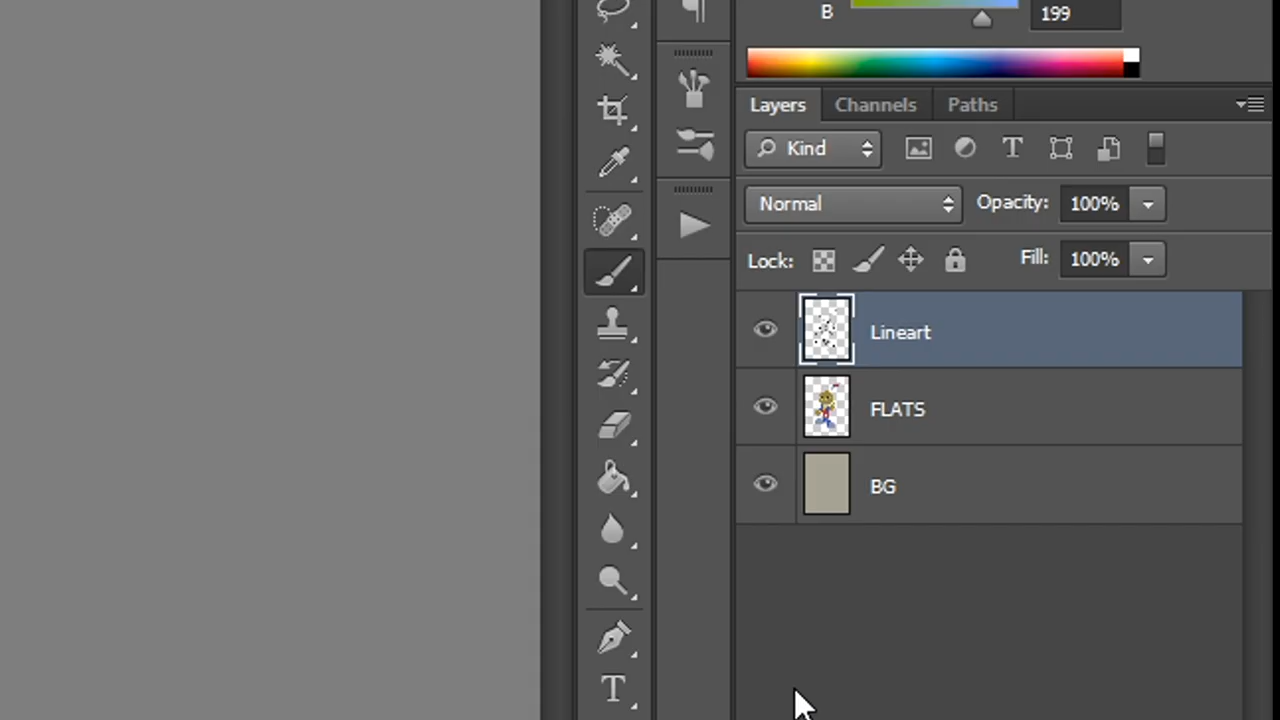 B 199
Layers Channels Paths
Kind T
Normal Opacity: 100%
Lock: Fill: 100%
Lineart
FLATS
BG
T